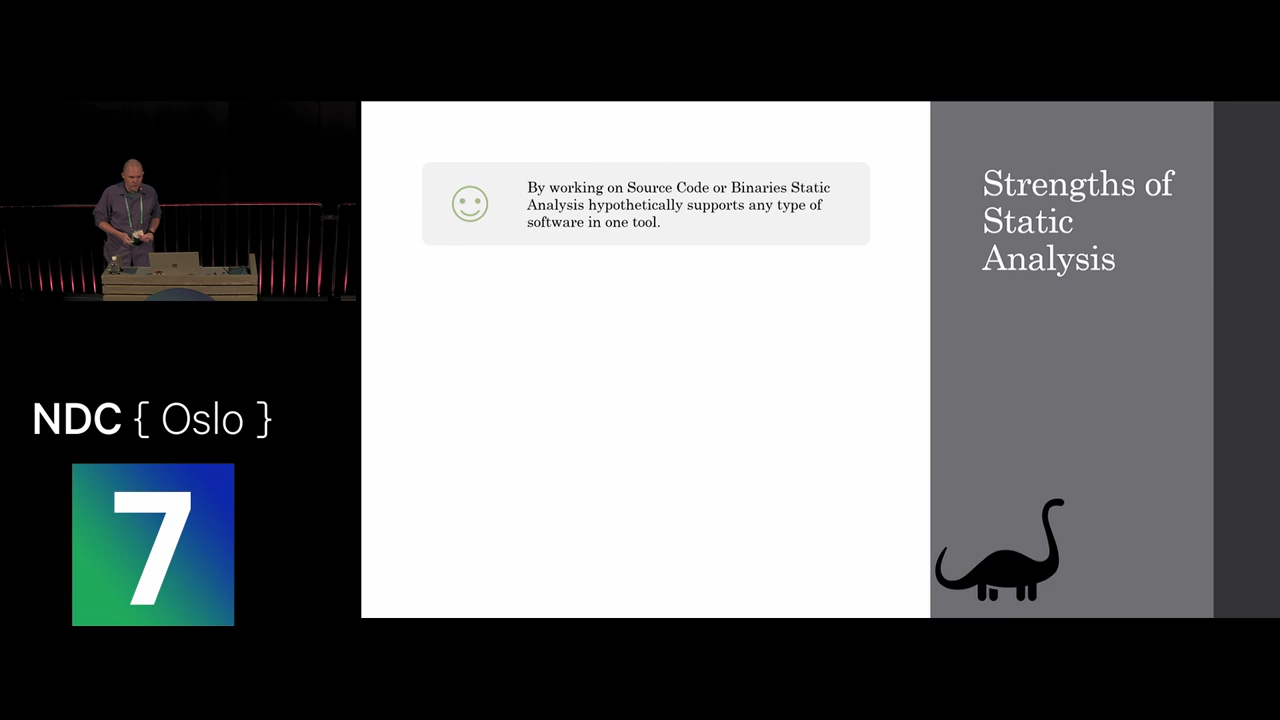 By working on Source Code or Binaries Static
Analysis hypothetically supports any type of
software in one tool.
Strengths of
Static
Analysis
NDC { Oslo }
7